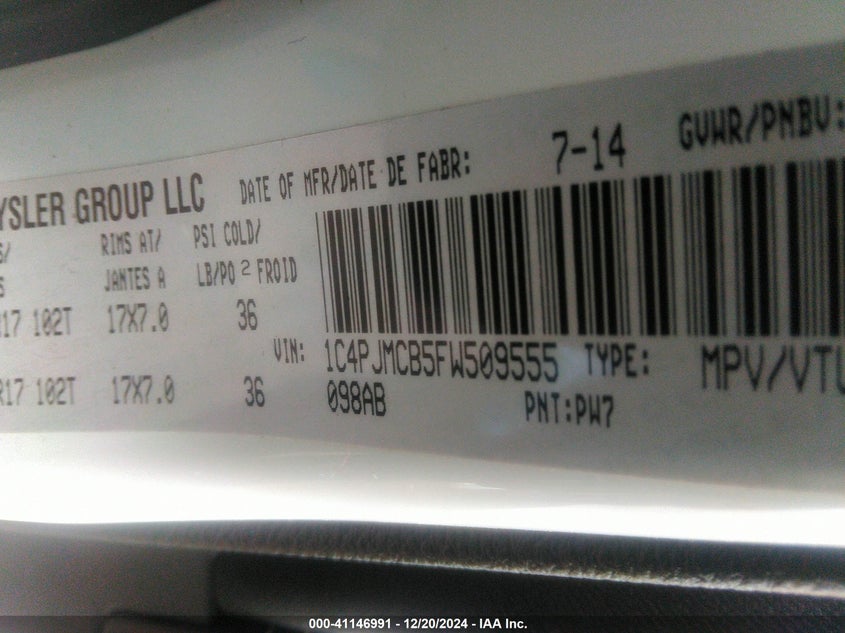 YSLER GROUP LLC DATE OF MFR/DATE DE FABR: 7-14 GVWR/PNBV:
S/ RIMS AT/ PSI COLD/
S JANTES A LB/PO 2 FROID
R17 102T 17X7.0 36
VIN: 1C4PJMCB5FW509555 TYPE: MPV/VTU
R17 102T 17X7.0 36 098AB PNT:PW7
000-41146991 - 12/20/2024 - IAA Inc.